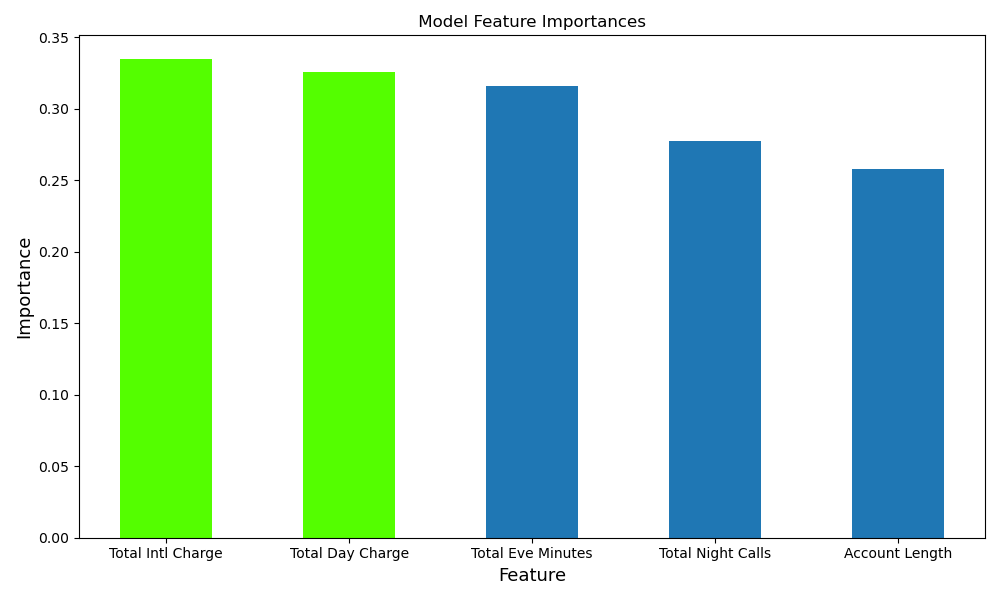 Model Feature Importances
0.35
0.30
0.25
0.20
0.15
0.10
0.05
0.00
Importance
Total Intl Charge
Total Day Charge
Total Eve Minutes
Total Night Calls
Account Length
Feature